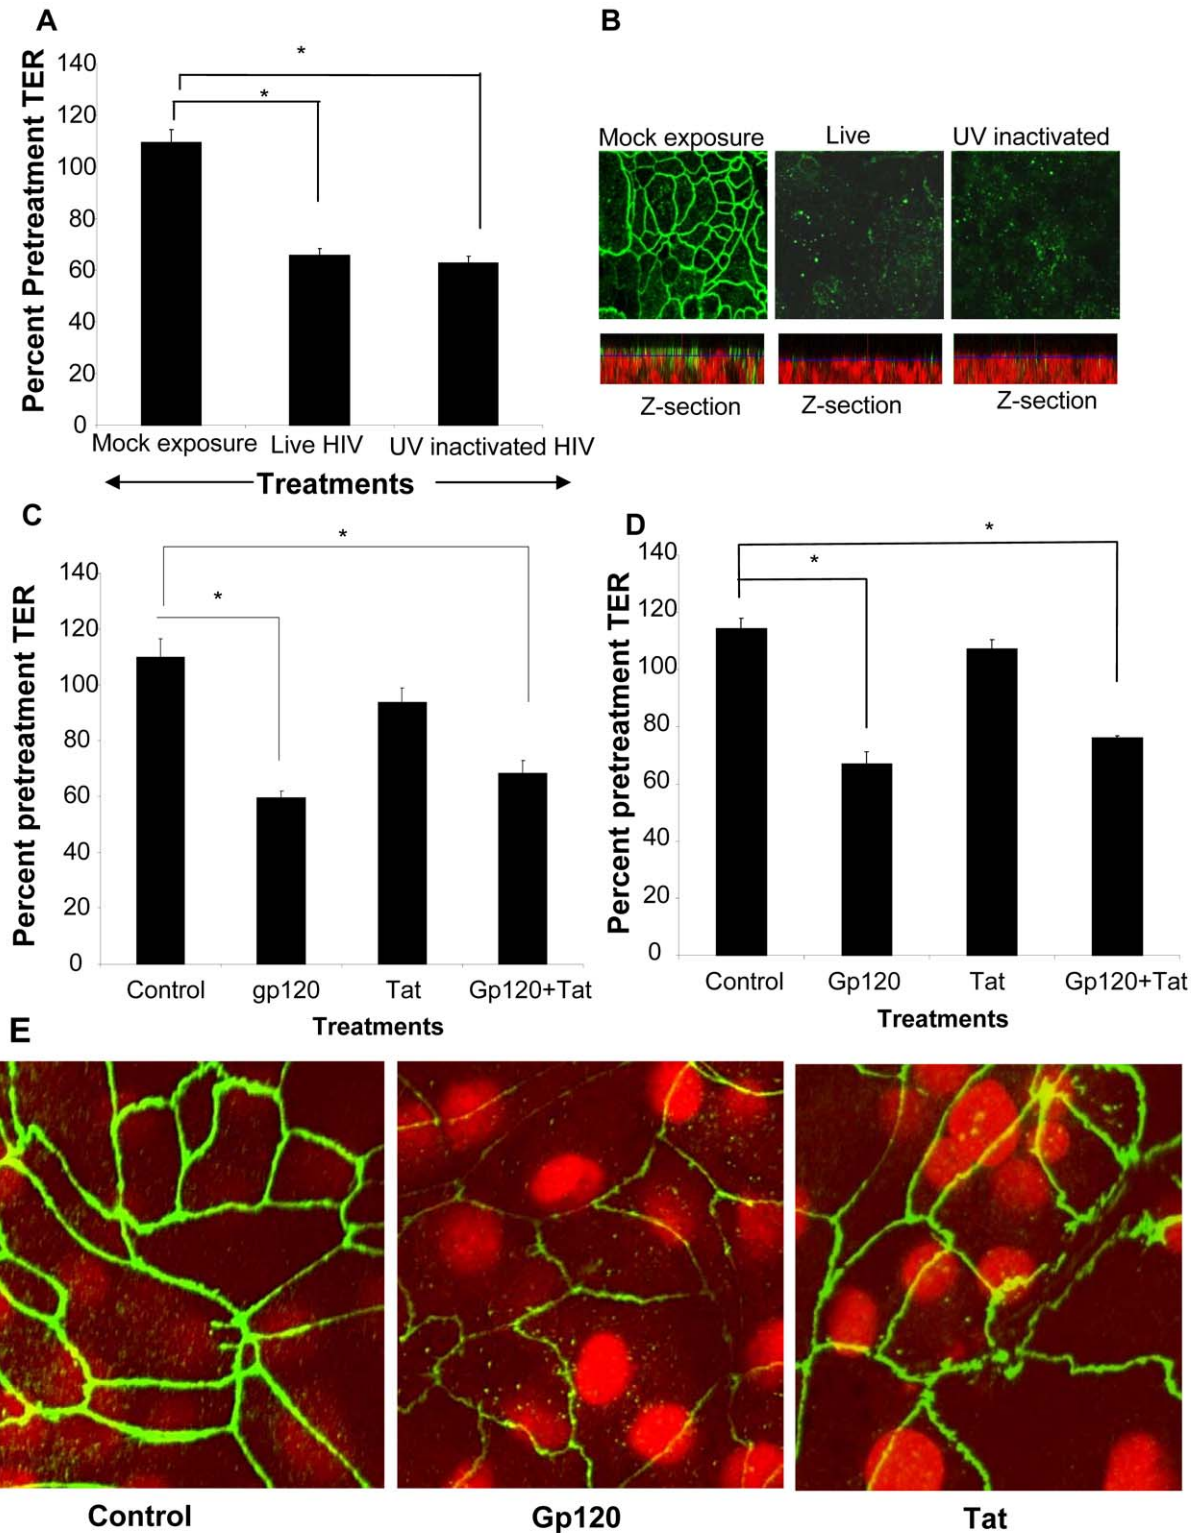 A
Percent Pretreatment TER
140
120
100
80
60
40
20
0
*
*
Mock exposure Live HIV UV inactivated HIV
Treatments
B
Mock exposure Live UV inactivated
Z-section Z-section Z-section
C
Percent pretreatment TER
140
120
100
80
60
40
20
0
*
*
Control gp120 Tat Gp120+Tat
Treatments
D
Percent pretreatment TER
140
120
100
80
60
40
20
0
*
*
Control Gp120 Tat Gp120+Tat
Treatments
E
Control Gp120 Tat